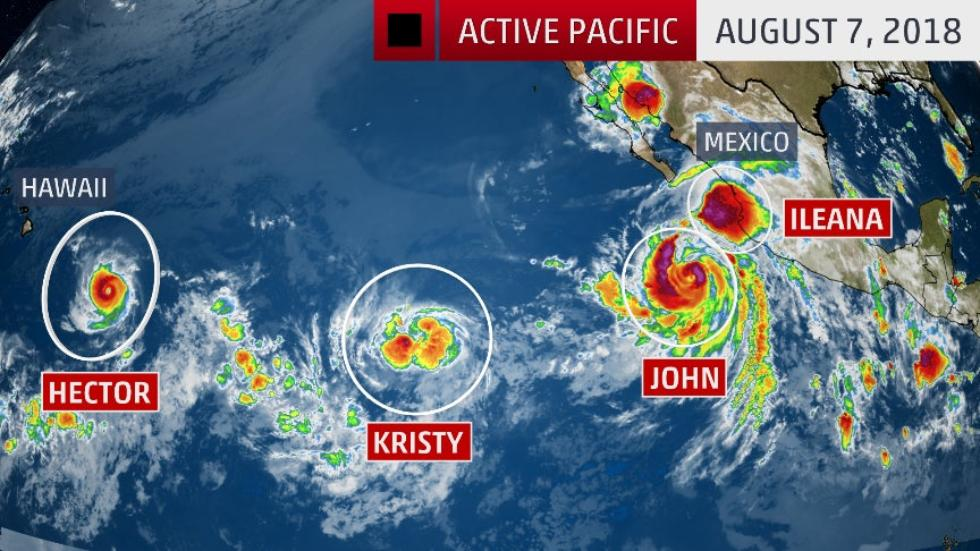 ACTIVE PACIFIC
AUGUST 7, 2018
MEXICO
HAWAII
ILEANA
JOHN
HECTOR
KRISTY